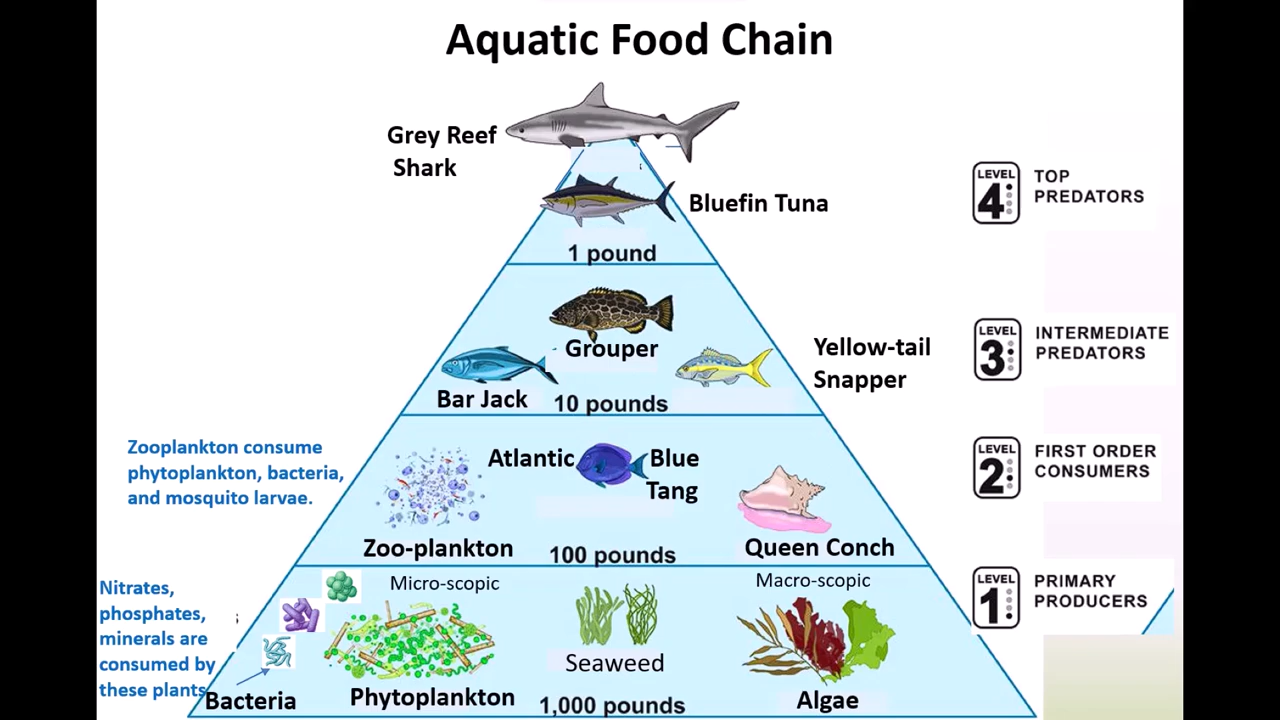 Aquatic Food Chain
Grey Reef
Shark
Bluefin Tuna
1 pound
LEVEL
4
TOP
PREDATORS
Grouper
Bar Jack
Yellow-tail
Snapper
10 pounds
LEVEL
3
INTERMEDIATE
PREDATORS
Zooplankton consume
phytoplankton, bacteria,
and mosquito larvae.
Atlantic Blue
Tang
Zoo-plankton
100 pounds
Queen Conch
LEVEL
2
FIRST ORDER
CONSUMERS
Nitrates,
phosphates,
minerals are
consumed by
these plants
Micro-scopic
Macro-scopic
Bacteria
Phytoplankton
Seaweed
1,000 pounds
Algae
LEVEL
1
PRIMARY
PRODUCERS